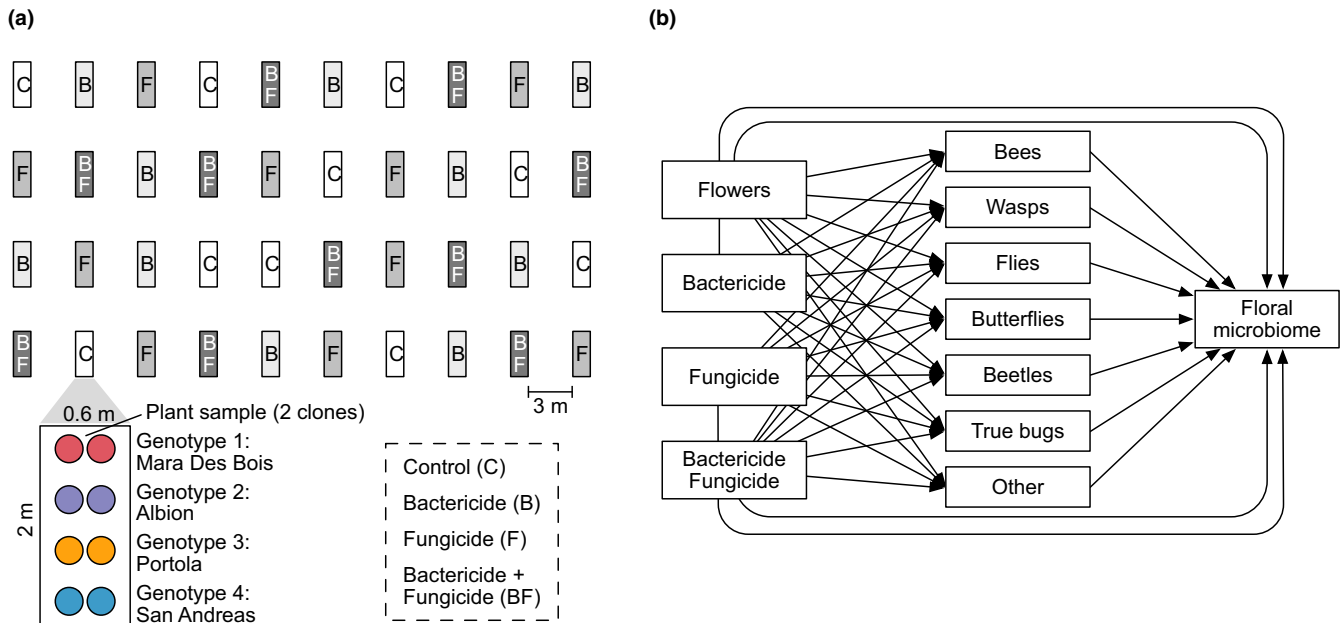 (a)
C B F C B F B C B F F B
F B F B B F F C F B C B F
B F B C C B F F B F B C
B F C F B F B F C B B F F
3 m
0.6 m
Plant sample (2 clones)
2 m
Genotype 1:
Mara Des Bois
Genotype 2:
Albion
Genotype 3:
Portola
Genotype 4:
San Andreas
Control (C)
Bactericide (B)
Fungicide (F)
Bactericide +
Fungicide (BF)
(b)
Flowers
Bactericide
Fungicide
Bactericide
Fungicide
Bees
Wasps
Flies
Butterflies
Beetles
True bugs
Other
Floral
microbiome